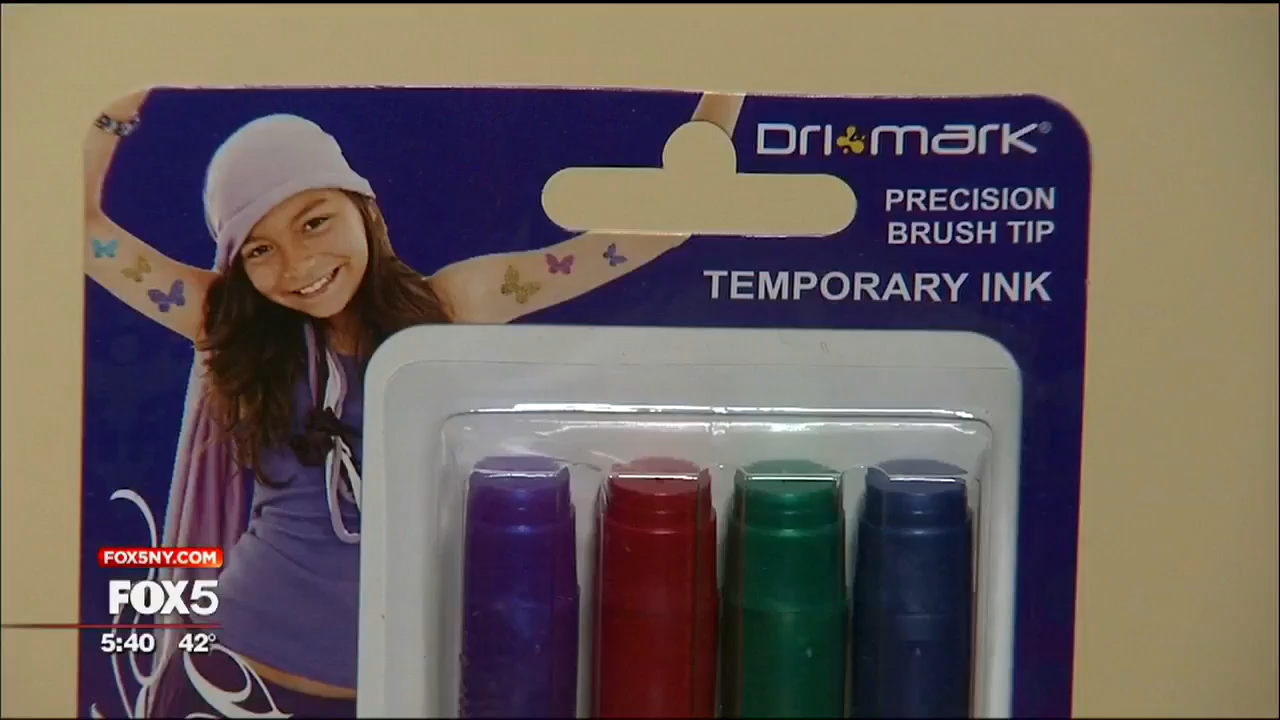 DRI MARK®
PRECISION
BRUSH TIP
TEMPORARY INK
FOX5NY.COM
FOX5
5:40 42°